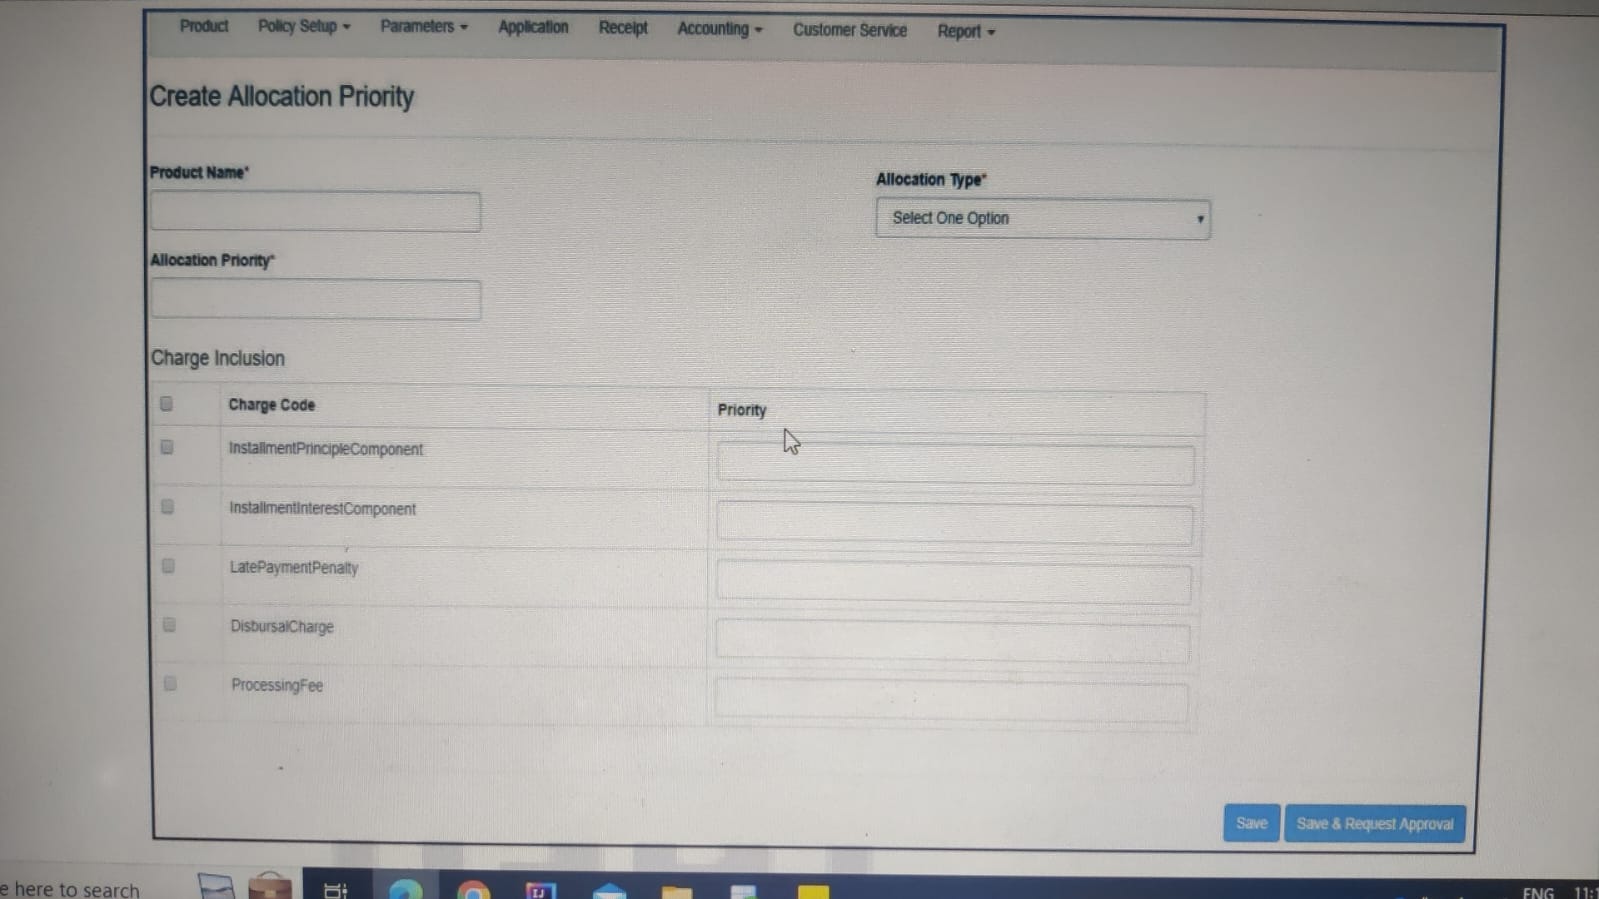 Product Policy Setup Parameters Application Receipt Accounting Customer Service Report
Create Allocation Priority
Product Name*
Allocation Type*
Select One Option
Allocation Priority*
Charge Inclusion
Charge Code Priority
InstallmentPrincipleComponent
InstallmentInterestComponent
LatePaymentPenalty
DisbursalCharge
ProcessingFee
Save Save & Request Approval
e here to search
IJ
ENG 11:1